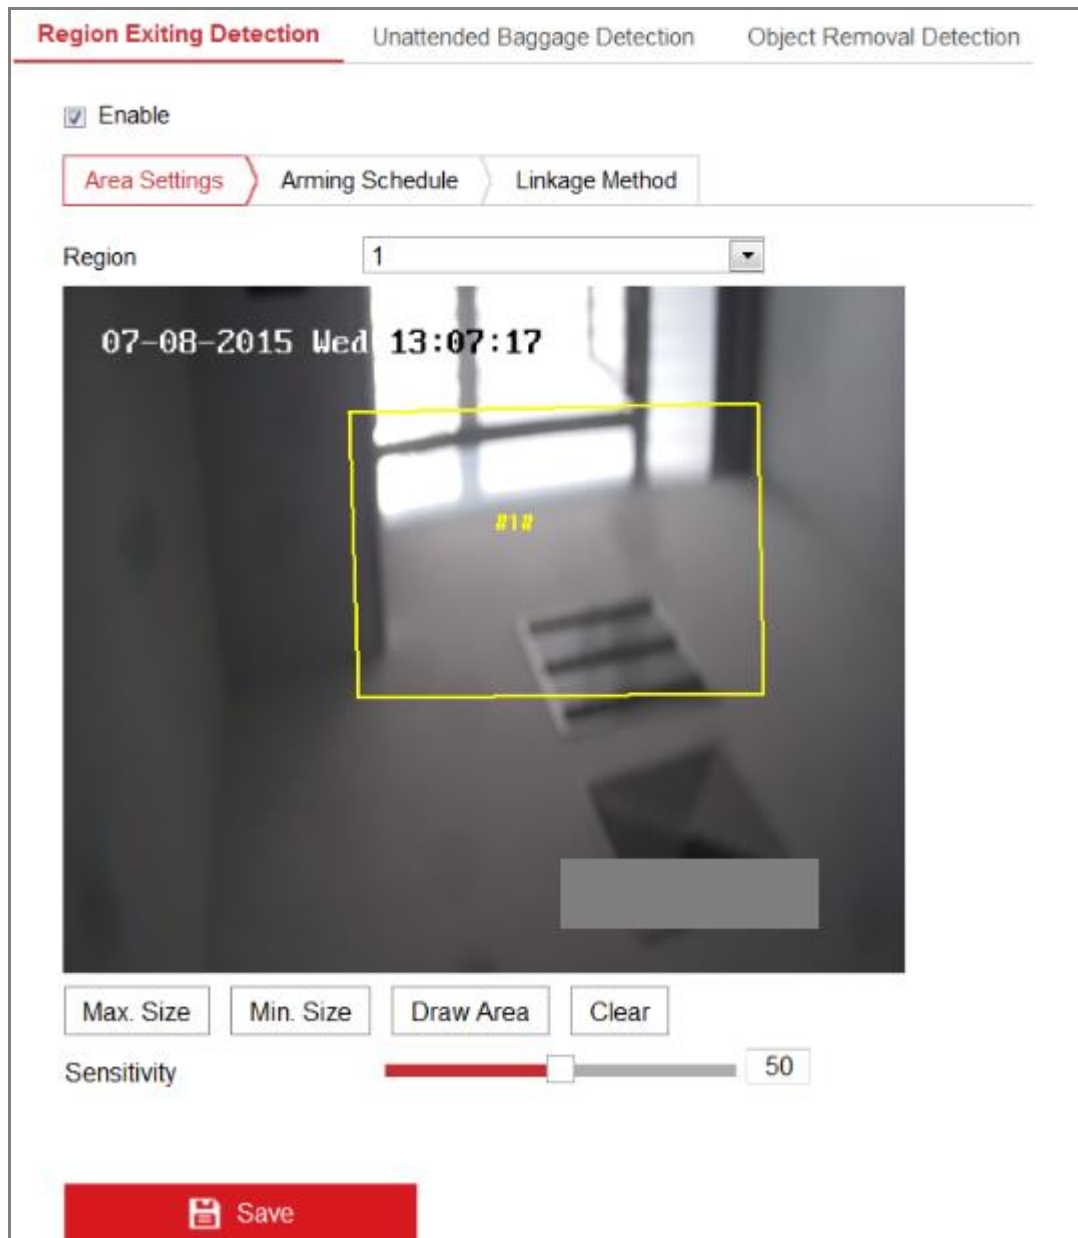 Region Exiting Detection Unattended Baggage Detection Object Removal Detection
Enable
Area Settings Arming Schedule Linkage Method
Region 1
07-08-2015 Wed 13:07:17
#1#
Max. Size Min. Size Draw Area Clear
Sensitivity 50
Save